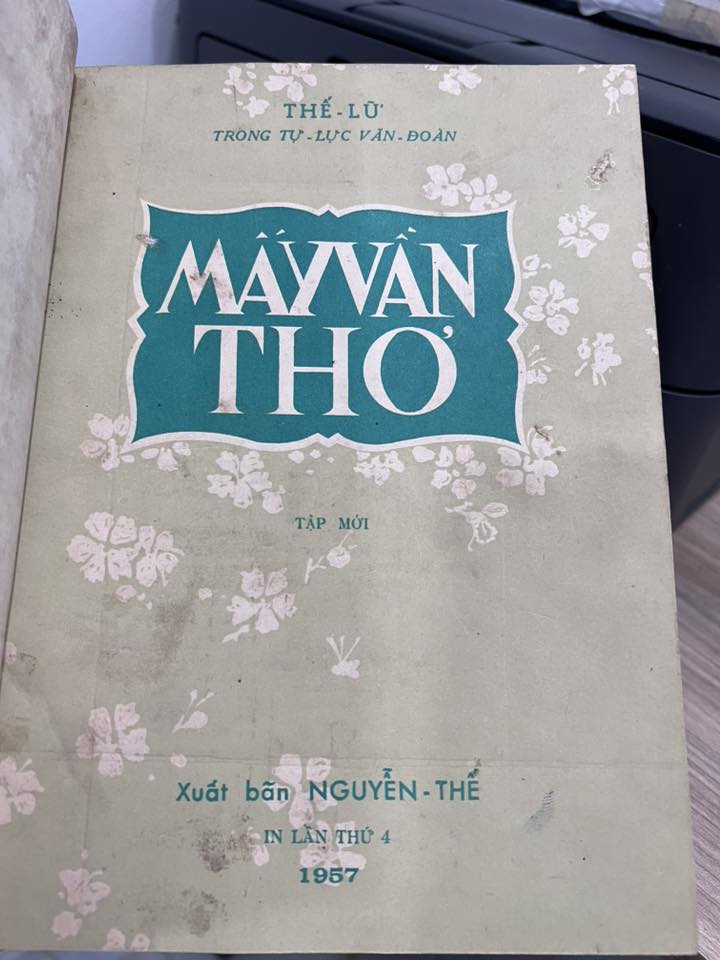 THẾ-LỮ
TRONG TỰ-LỰC VĂN-ĐOÀN
MẤY VẦN
THƠ
TẬP MỚI
Xuất bãn NGUYỄN-THẾ
IN LẦN THỨ 4
1957